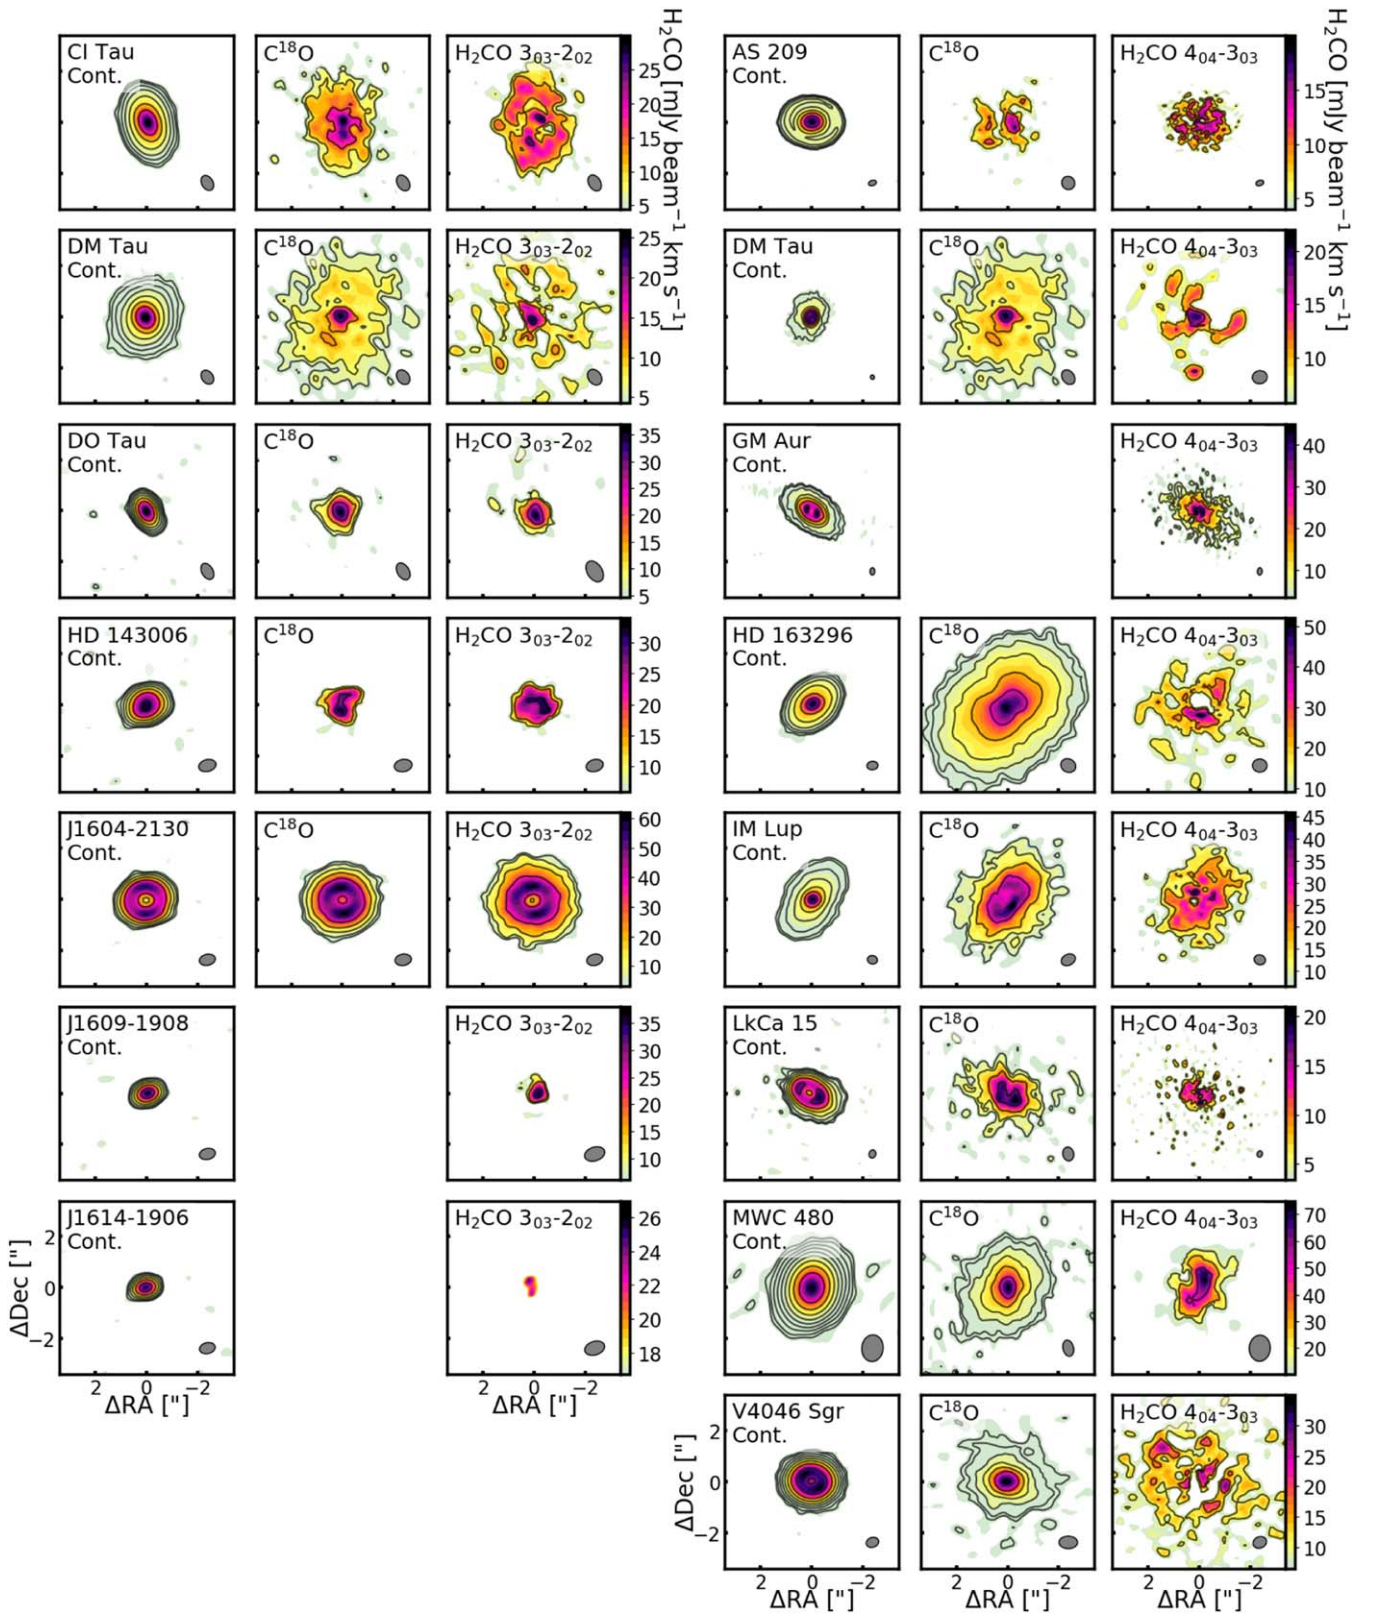 CI Tau
Cont.
C¹⁸O
H₂CO 3₀₃-2₀₂
25
20
15
10
5
H₂CO [mJy beam⁻¹ km s⁻¹]
AS 209
Cont.
C¹⁸O
H₂CO 4₀₄-3₀₃
15
10
5
H₂CO [mJy beam⁻¹ km s⁻¹]
DM Tau
Cont.
C¹⁸O
H₂CO 3₀₃-2₀₂
25
20
15
10
5
DM Tau
Cont.
C¹⁸O
H₂CO 4₀₄-3₀₃
20
15
10
DO Tau
Cont.
C¹⁸O
H₂CO 3₀₃-2₀₂
35
30
25
20
15
10
5
GM Aur
Cont.
H₂CO 4₀₄-3₀₃
40
30
20
10
HD 143006
Cont.
C¹⁸O
H₂CO 3₀₃-2₀₂
30
25
20
15
10
HD 163296
Cont.
C¹⁸O
H₂CO 4₀₄-3₀₃
50
40
30
20
10
J1604-2130
Cont.
C¹⁸O
H₂CO 3₀₃-2₀₂
60
50
40
30
20
10
IM Lup
Cont.
C¹⁸O
H₂CO 4₀₄-3₀₃
45
40
35
30
25
20
15
10
J1609-1908
Cont.
H₂CO 3₀₃-2₀₂
35
30
25
20
15
10
LkCa 15
Cont.
C¹⁸O
H₂CO 4₀₄-3₀₃
20
15
10
5
J1614-1906
Cont.
H₂CO 3₀₃-2₀₂
26
24
22
20
18
2
0
−2
ΔDec ["]
2 0 −2
ΔRA ["]
2 0 −2
ΔRA ["]
MWC 480
Cont.
C¹⁸O
H₂CO 4₀₄-3₀₃
70
60
50
40
30
20
V4046 Sgr
Cont.
C¹⁸O
H₂CO 4₀₄-3₀₃
30
25
20
15
10
2
0
−2
ΔDec ["]
2 0 −2
ΔRA ["]
2 0 −2
ΔRA ["]
2 0 −2
ΔRA ["]